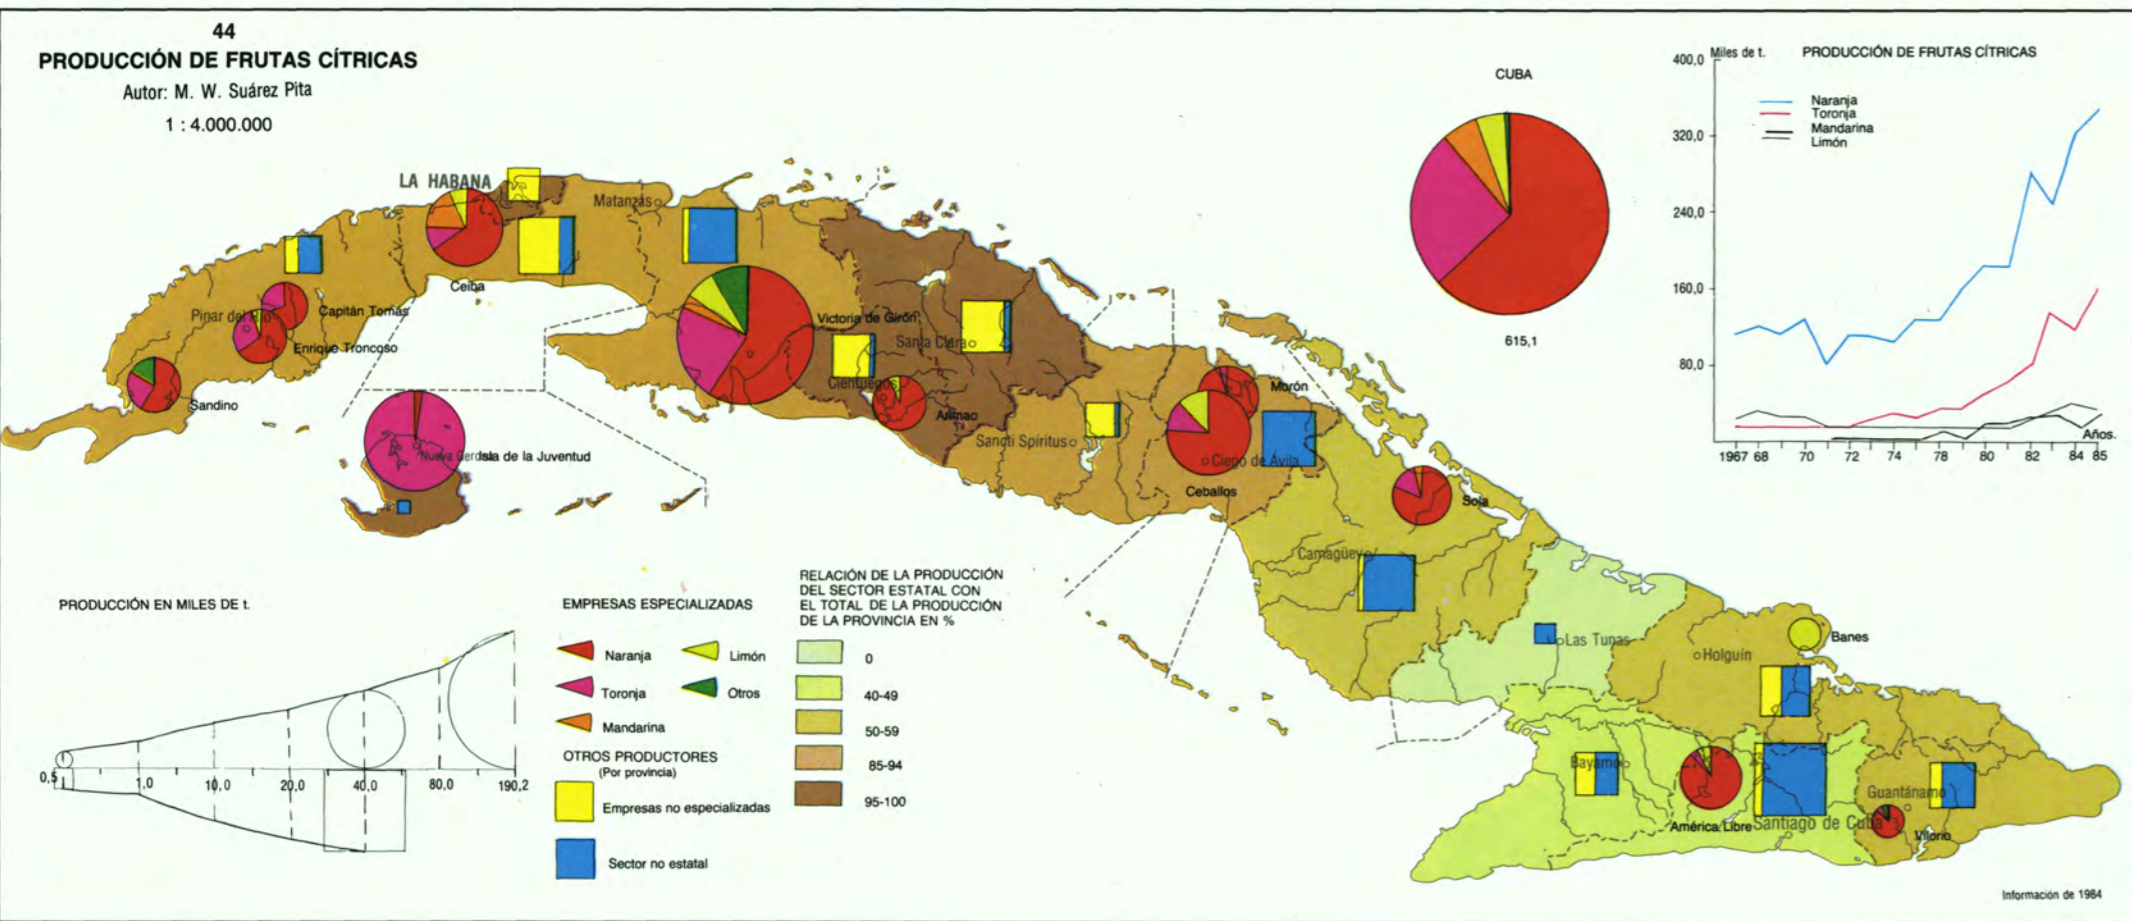 44
PRODUCCIÓN DE FRUTAS CÍTRICAS
Autor: M. W. Suárez Pita
1 : 4.000.000
CUBA
615,1
Miles de t.
PRODUCCIÓN DE FRUTAS CÍTRICAS
400,0
320,0
240,0
160,0
80,0
Naranja
Toronja
Mandarina
Limón
Años.
1967 68 70 72 74 78 80 82 84 85
LA HABANA
Matanzas
Ceiba
Pinar del Río
Capitán Tomás
Enrique Troncoso
Sandino
Nueva Gerona
Isla de la Juventud
Victoria de Girón
Santa Clara
Cienfuegos
Arimao
Sancti Spíritus
Morón
Ciego de Ávila
Ceballos
Sola
Camagüey
Las Tunas
Holguín
Banes
Bayamo
América Libre
Santiago de Cuba
Guantánamo
Vilorio
PRODUCCIÓN EN MILES DE t.
0,5 1,0 10,0 20,0 40,0 80,0 190,2
EMPRESAS ESPECIALIZADAS
Naranja
Limón
Toronja
Otros
Mandarina
OTROS PRODUCTORES
(Por provincia)
Empresas no especializadas
Sector no estatal
RELACIÓN DE LA PRODUCCIÓN
DEL SECTOR ESTATAL CON
EL TOTAL DE LA PRODUCCIÓN
DE LA PROVINCIA EN %
0
40-49
50-59
85-94
95-100
Información de 1984